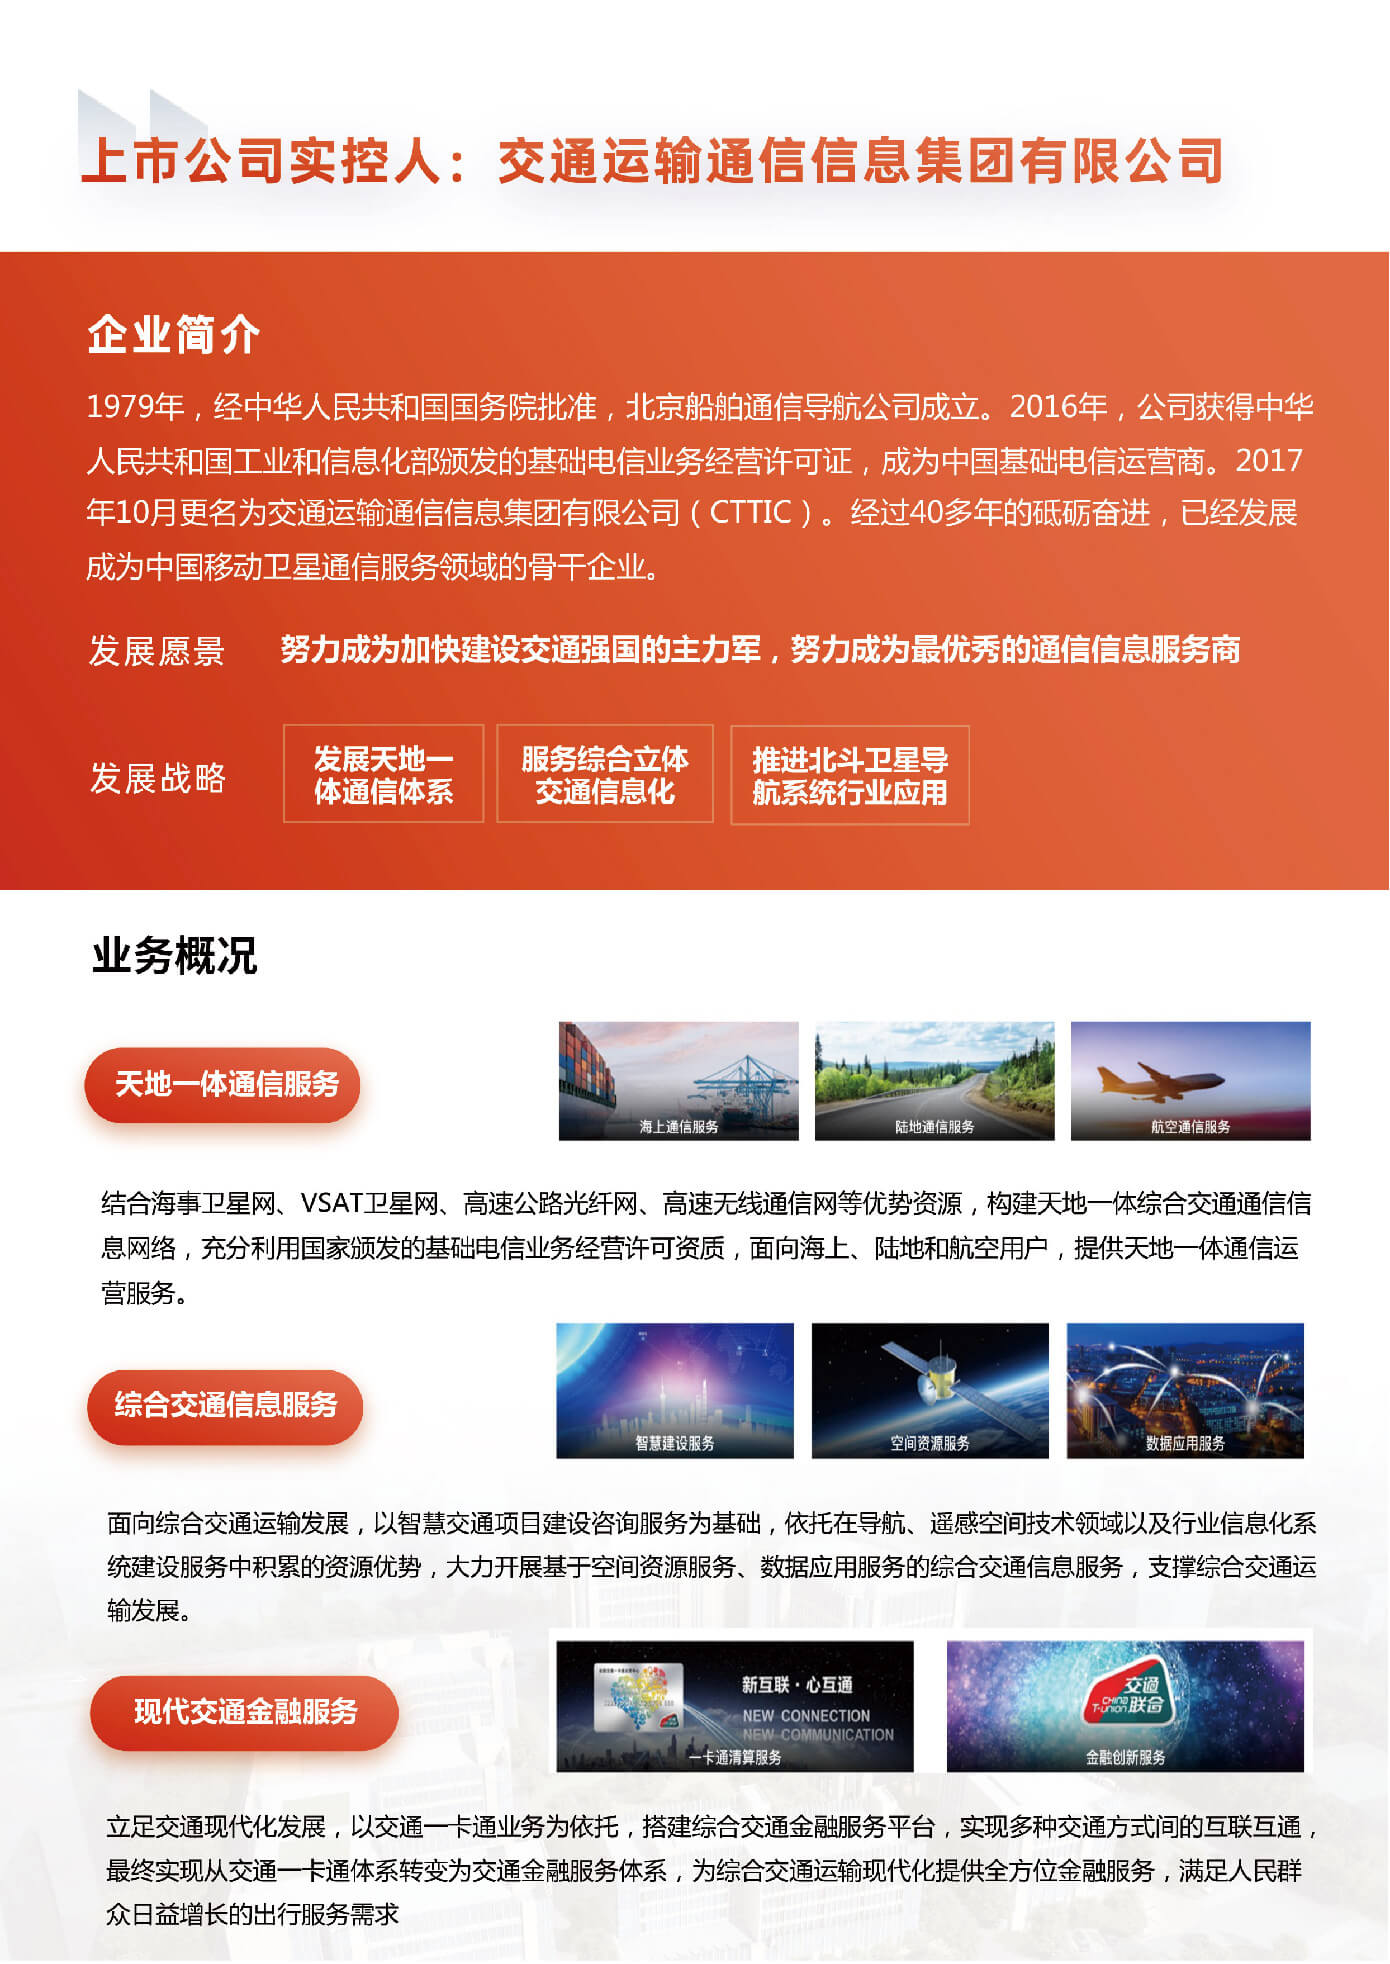 上市公司实控人：交通运输通信信息集团有限公司
企业简介
1979年，经中华人民共和国国务院批准，北京船舶通信导航公司成立。2016年，公司获得中华
人民共和国工业和信息化部颁发的基础电信业务经营许可证，成为中国基础电信运营商。2017
年10月更名为交通运输通信信息集团有限公司（CTTIC）。经过40多年的砥砺奋进，已经发展
成为中国移动卫星通信服务领域的骨干企业。
发展愿景
努力成为加快建设交通强国的主力军，努力成为最优秀的通信信息服务商
发展战略
发展天地一
体通信体系
服务综合立体
交通信息化
推进北斗卫星导
航系统行业应用
业务概况
天地一体通信服务
海上通信服务
陆地通信服务
航空通信服务
结合海事卫星网、VSAT卫星网、高速公路光纤网、高速无线通信网等优势资源，构建天地一体综合交通通信信
息网络，充分利用国家颁发的基础电信业务经营许可资质，面向海上、陆地和航空用户，提供天地一体通信运
营服务。
综合交通信息服务
智慧建设服务
空间资源服务
数据应用服务
面向综合交通运输发展，以智慧交通项目建设咨询服务为基础，依托在导航、遥感空间技术领域以及行业信息化系
统建设服务中积累的资源优势，大力开展基于空间资源服务、数据应用服务的综合交通信息服务，支撑综合交通运
输发展。
现代交通金融服务
新互联·心互通
NEW CONNECTION
NEW COMMUNICATION
一卡通清算服务
交通
联合
CHINA
T-UNION
金融创新服务
立足交通现代化发展，以交通一卡通业务为依托，搭建综合交通金融服务平台，实现多种交通方式间的互联互通，
最终实现从交通一卡通体系转变为交通金融服务体系，为综合交通运输现代化提供全方位金融服务，满足人民群
众日益增长的出行服务需求